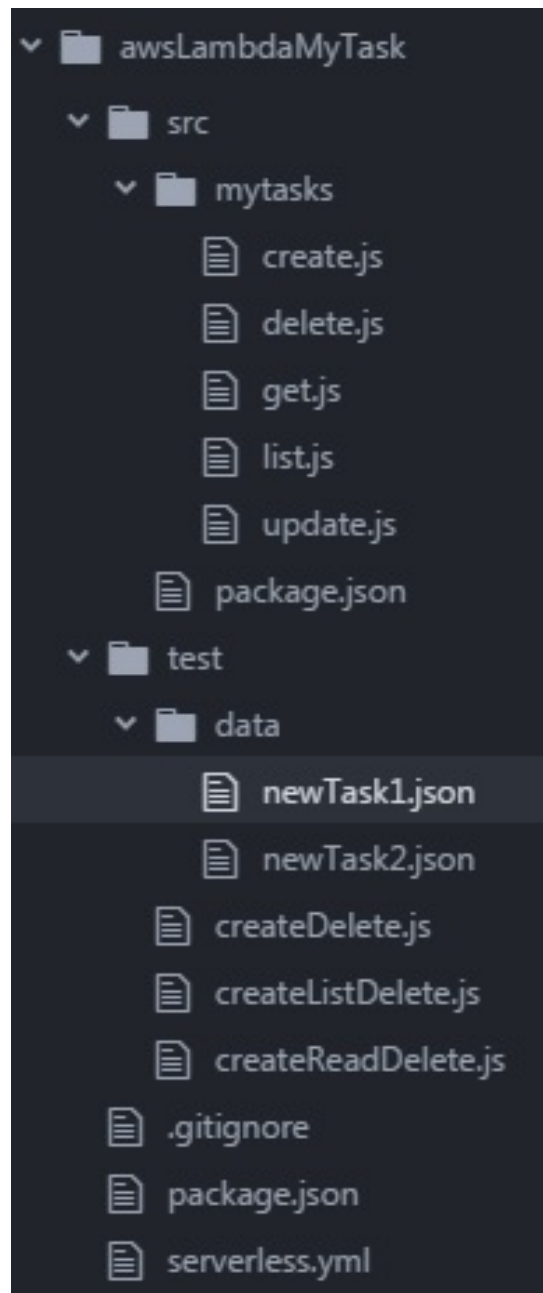 awsLambdaMyTask
src
mytasks
create.js
delete.js
get.js
list.js
update.js
package.json
test
data
newTask1.json
newTask2.json
createDelete.js
createListDelete.js
createReadDelete.js
.gitignore
package.json
serverless.yml